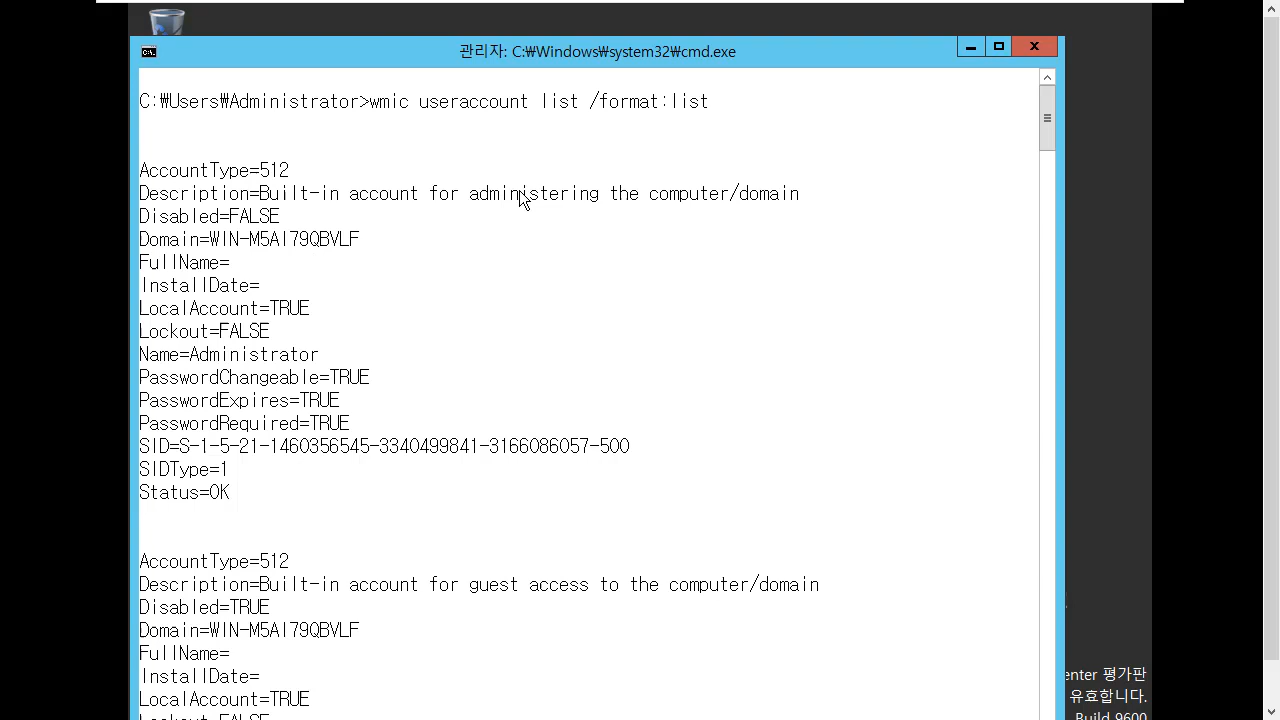 관리자: C:₩Windows₩system32₩cmd.exe
C:₩Users₩Administrator>wmic useraccount list /format:list
AccountType=512
Description=Built-in account for administering the computer/domain
Disabled=FALSE
Domain=WIN-M5AI79QBVLF
FullName=
InstallDate=
LocalAccount=TRUE
Lockout=FALSE
Name=Administrator
PasswordChangeable=TRUE
PasswordExpires=TRUE
PasswordRequired=TRUE
SID=S-1-5-21-1460356545-3340499841-3166086057-500
SIDType=1
Status=OK
AccountType=512
Description=Built-in account for guest access to the computer/domain
Disabled=TRUE
Domain=WIN-M5AI79QBVLF
FullName=
InstallDate=
LocalAccount=TRUE
Lockout=FALSE
enter 평가판
유효합니다.
Build 9600